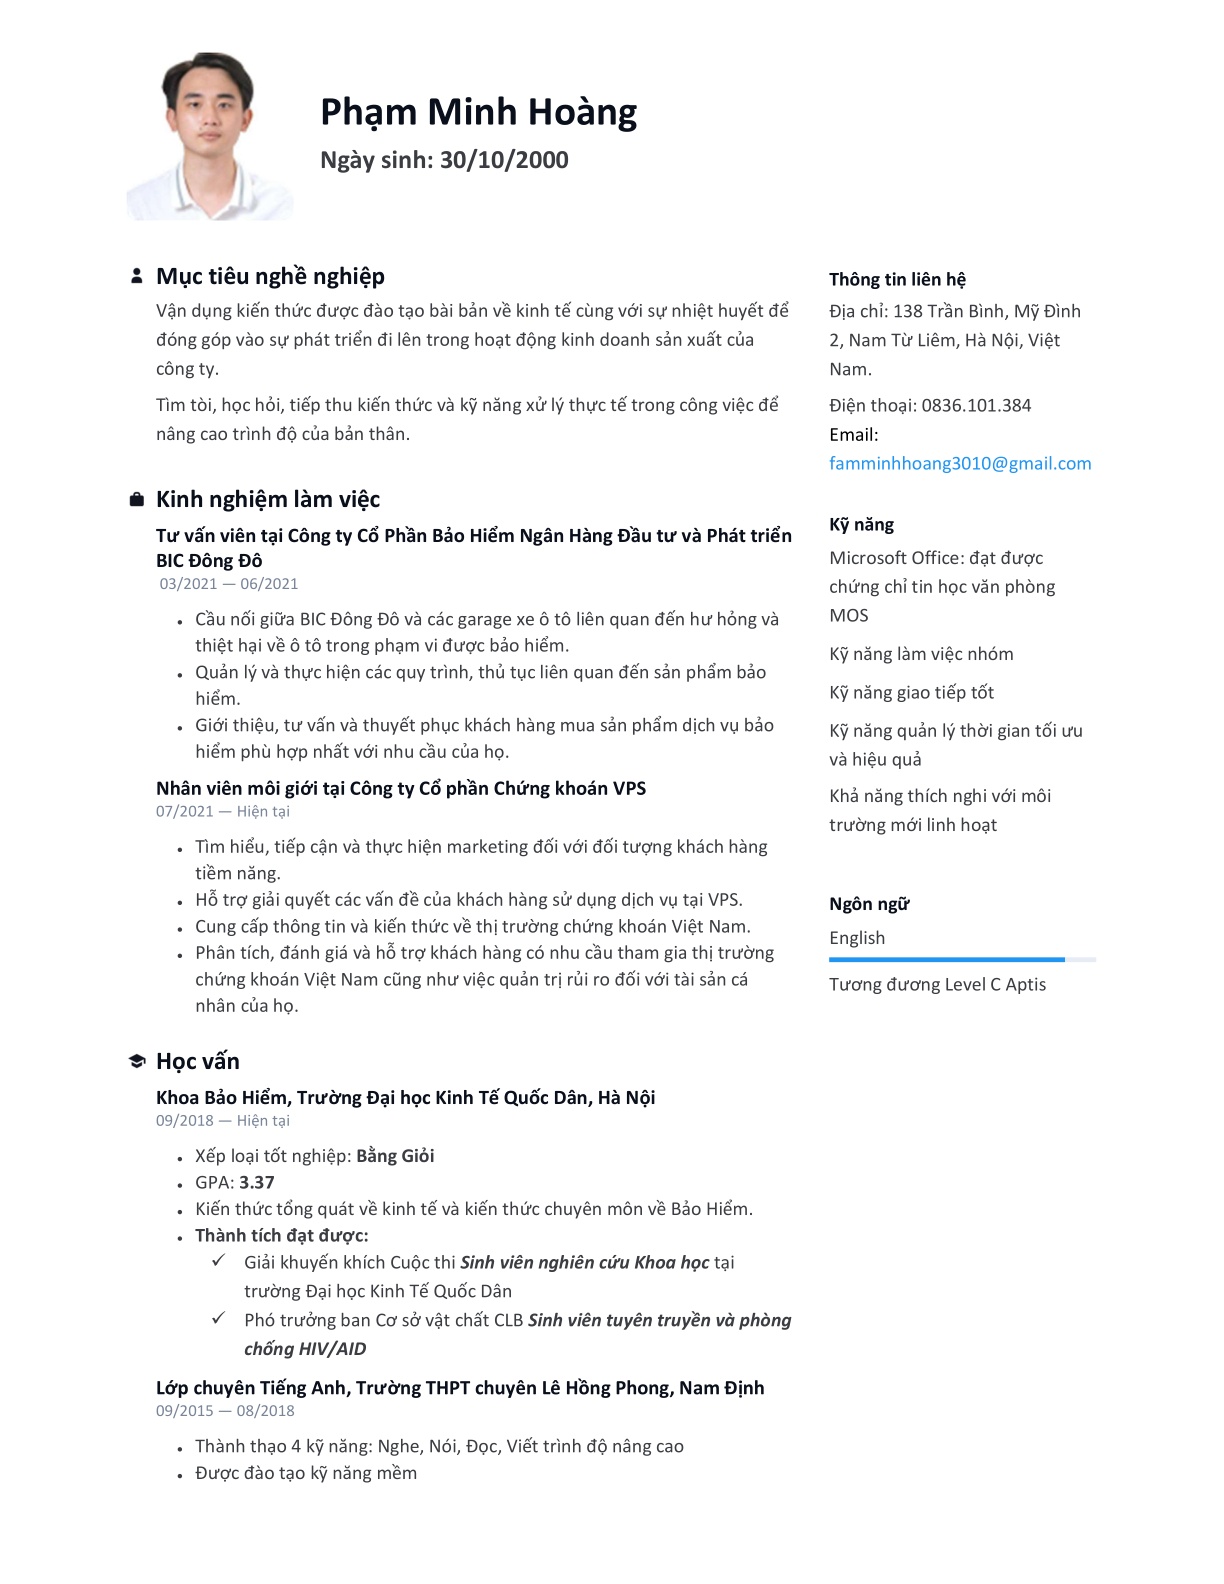 Phạm Minh Hoàng
Ngày sinh: 30/10/2000
Mục tiêu nghề nghiệp
Vận dụng kiến thức được đào tạo bài bản về kinh tế cùng với sự nhiệt huyết để
đóng góp vào sự phát triển đi lên trong hoạt động kinh doanh sản xuất của
công ty.
Tìm tòi, học hỏi, tiếp thu kiến thức và kỹ năng xử lý thực tế trong công việc để
nâng cao trình độ của bản thân.
Kinh nghiệm làm việc
Tư vấn viên tại Công ty Cổ Phần Bảo Hiểm Ngân Hàng Đầu tư và Phát triển
BIC Đông Đô
03/2021 — 06/2021
• Cầu nối giữa BIC Đông Đô và các garage xe ô tô liên quan đến hư hỏng và
thiệt hại về ô tô trong phạm vi được bảo hiểm.
• Quản lý và thực hiện các quy trình, thủ tục liên quan đến sản phẩm bảo
hiểm.
• Giới thiệu, tư vấn và thuyết phục khách hàng mua sản phẩm dịch vụ bảo
hiểm phù hợp nhất với nhu cầu của họ.
Nhân viên môi giới tại Công ty Cổ phần Chứng khoán VPS
07/2021 — Hiện tại
• Tìm hiểu, tiếp cận và thực hiện marketing đối với đối tượng khách hàng
tiềm năng.
• Hỗ trợ giải quyết các vấn đề của khách hàng sử dụng dịch vụ tại VPS.
• Cung cấp thông tin và kiến thức về thị trường chứng khoán Việt Nam.
• Phân tích, đánh giá và hỗ trợ khách hàng có nhu cầu tham gia thị trường
chứng khoán Việt Nam cũng như việc quản trị rủi ro đối với tài sản cá
nhân của họ.
Học vấn
Khoa Bảo Hiểm, Trường Đại học Kinh Tế Quốc Dân, Hà Nội
09/2018 — Hiện tại
• Xếp loại tốt nghiệp: Bằng Giỏi
• GPA: 3.37
• Kiến thức tổng quát về kinh tế và kiến thức chuyên môn về Bảo Hiểm.
• Thành tích đạt được:
✓ Giải khuyến khích Cuộc thi Sinh viên nghiên cứu Khoa học tại
trường Đại học Kinh Tế Quốc Dân
✓ Phó trưởng ban Cơ sở vật chất CLB Sinh viên tuyên truyền và phòng
chống HIV/AID
Lớp chuyên Tiếng Anh, Trường THPT chuyên Lê Hồng Phong, Nam Định
09/2015 — 08/2018
• Thành thạo 4 kỹ năng: Nghe, Nói, Đọc, Viết trình độ nâng cao
• Được đào tạo kỹ năng mềm
Thông tin liên hệ
Địa chỉ: 138 Trần Bình, Mỹ Đình
2, Nam Từ Liêm, Hà Nội, Việt
Nam.
Điện thoại: 0836.101.384
Email:
famminhhoang3010@gmail.com
Kỹ năng
Microsoft Office: đạt được
chứng chỉ tin học văn phòng
MOS
Kỹ năng làm việc nhóm
Kỹ năng giao tiếp tốt
Kỹ năng quản lý thời gian tối ưu
và hiệu quả
Khả năng thích nghi với môi
trường mới linh hoạt
Ngôn ngữ
English
Tương đương Level C Aptis